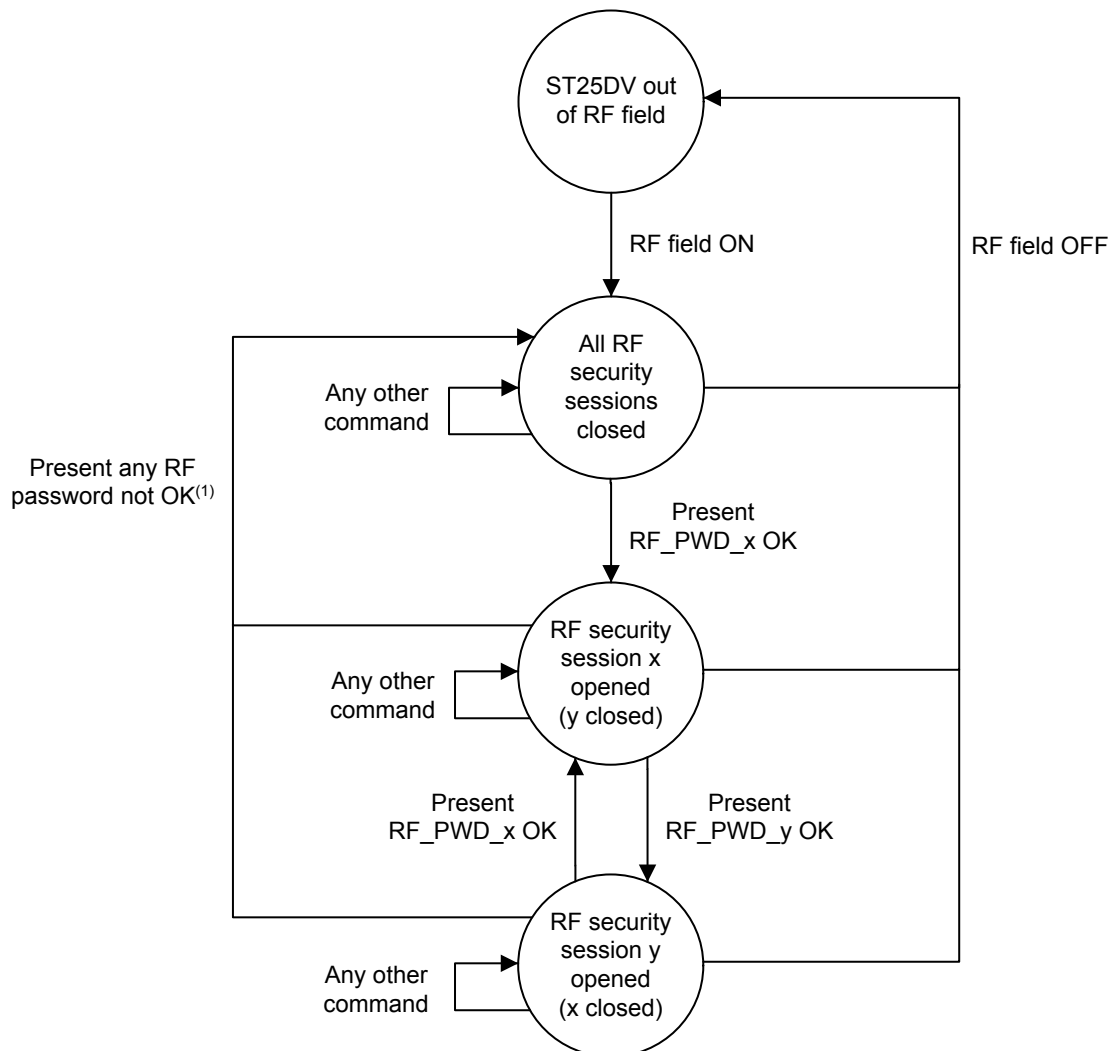 ST25DV out
of RF field
RF field ON
RF field OFF
All RF
security
sessions
closed
Any other
command
Present any RF
password not OK(1)
Present
RF_PWD_x OK
RF security
session x
opened
(y closed)
Any other
command
Present
RF_PWD_x OK
Present
RF_PWD_y OK
RF security
session y
opened
(x closed)
Any other
command